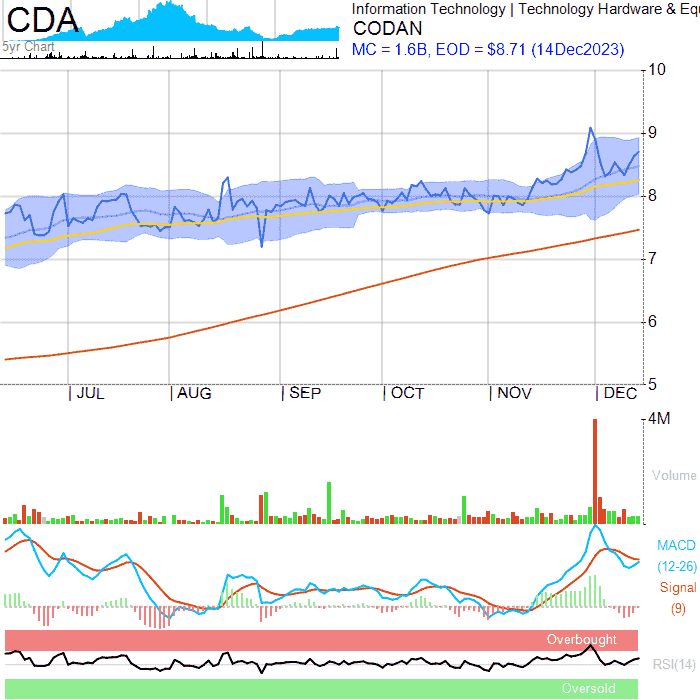 CDA
5yr Chart
Information Technology | Technology Hardware & Equ
CODAN
MC = 1.6B, EOD = $8.71 (14Dec2023)
10
9
8
7
6
5
JUL AUG SEP OCT NOV DEC
4M
Volume
MACD
(12-26)
Signal
(9)
Overbought
RSI(14)
Oversold